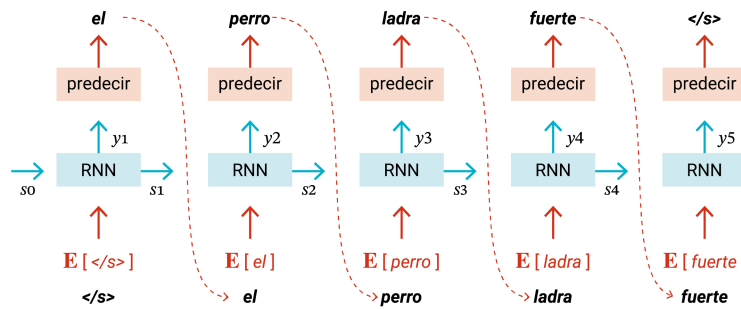 el perro ladra fuerte </s>
predecir predecir predecir predecir predecir
y1 y2 y3 y4 y5
RNN RNN RNN RNN RNN
s0 s1 s2 s3 s4
E [ </s> ] E [ el ] E [ perro ] E [ ladra ] E [ fuerte
</s> el perro ladra fuerte